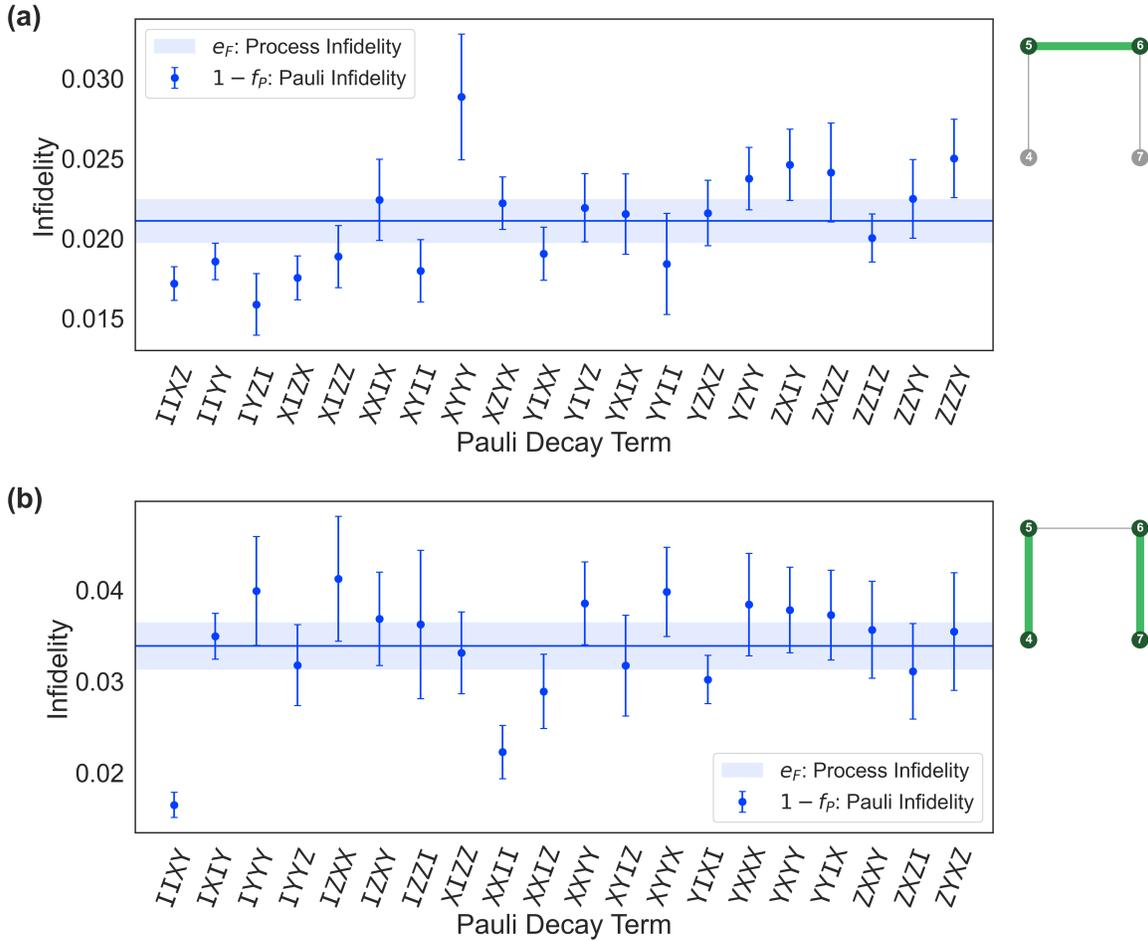 (a)
e_F: Process Infidelity
1 − f_P: Pauli Infidelity
Infidelity
0.030
0.025
0.020
0.015
IIXZ IIYY IYZI XIZX XIZZ XXIX XYII XYYY XZYX YIXX YIYZ YXIX YYII YZXZ YZYY ZXIY ZXZZ ZZIZ ZZYY ZZZY
Pauli Decay Term
5 6
4 7
(b)
Infidelity
0.04
0.03
0.02
e_F: Process Infidelity
1 − f_P: Pauli Infidelity
IIXY IXIY IYYY IYYZ IZXX IZXY IZZI XIZZ XXII XXIZ XXYY XYIZ XYYX YIXI YXXX YXYY YYIX ZXXY ZXZI ZYXZ
Pauli Decay Term
5 6
4 7